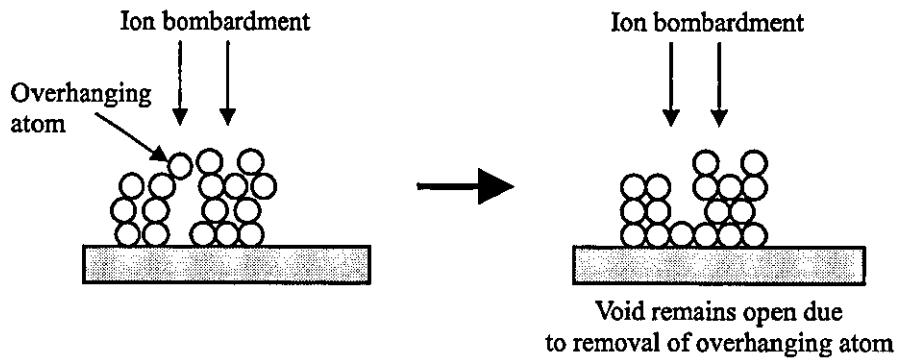 Ion bombardment
Overhanging
atom
Ion bombardment
Void remains open due
to removal of overhanging atom